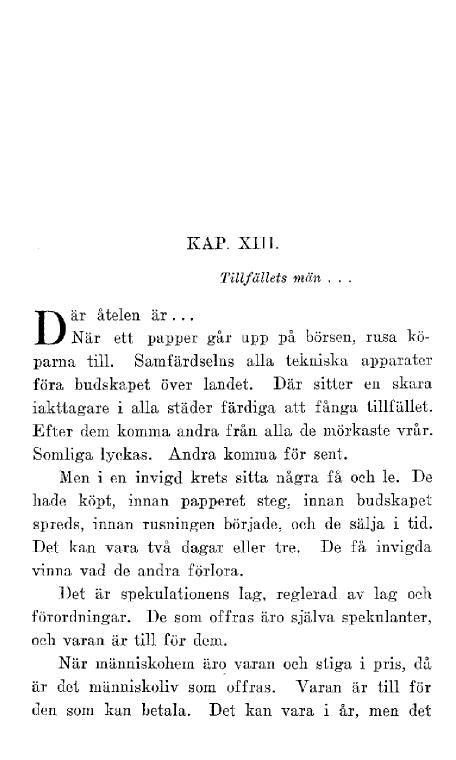 KAP. XIII.
Tillfällets män . . .
Där åtelen är . . .
När ett papper går upp på börsen, rusa kö-
parna till. Samfärdselns alla tekniska apparater
föra budskapet över landet. Där sitter en skara
iakttagare i alla städer färdiga att fånga tillfället.
Efter dem komma andra från alla de mörkaste vrår.
Somliga lyckas. Andra komma för sent.
Men i en invigd krets sitta några få och le. De
hade köpt, innan papperet steg, innan budskapet
spreds, innan rusningen började, och de sälja i tid.
Det kan vara två dagar eller tre. De få invigda
vinna vad de andra förlora.
Det är spekulationens lag, reglerad av lag och
förordningar. De som offras äro själva spekulanter,
och varan är till för dem.
När människohem äro varan och stiga i pris, då
är det människoliv som offras. Varan är till för
den som kan betala. Det kan vara i år, men det